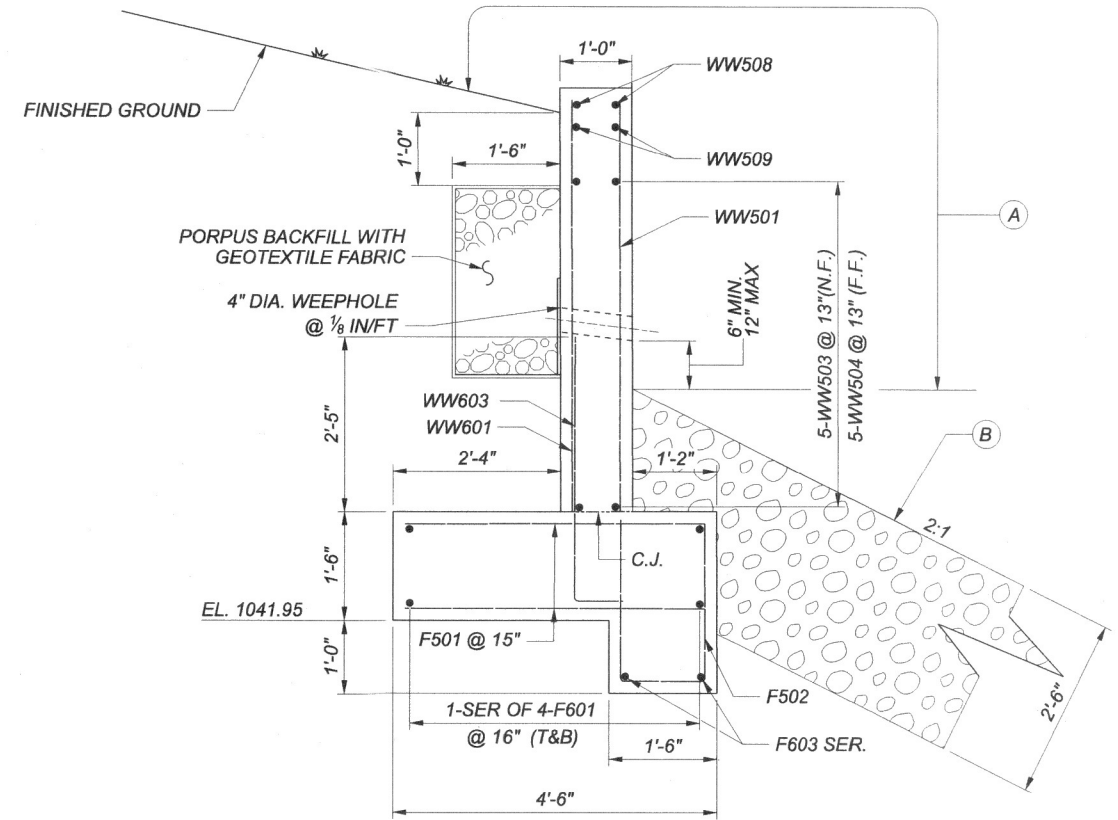 1'-0"
WW508
FINISHED GROUND
WW509
1'-0"
1'-6"
A
WW501
PORPUS BACKFILL WITH
GEOTEXTILE FABRIC
4" DIA. WEEPHOLE
@ ⅛ IN/FT
6" MIN.
12" MAX
5-WW503 @ 13"(N.F.)
5-WW504 @ 13" (F.F.)
WW603
WW601
2'-5"
B
2'-4"
1'-2"
2:1
C.J.
1'-6"
EL. 1041.95
F501 @ 15"
1'-0"
F502
2'-6"
1-SER OF 4-F601
@ 16" (T&B)
1'-6"
F603 SER.
4'-6"